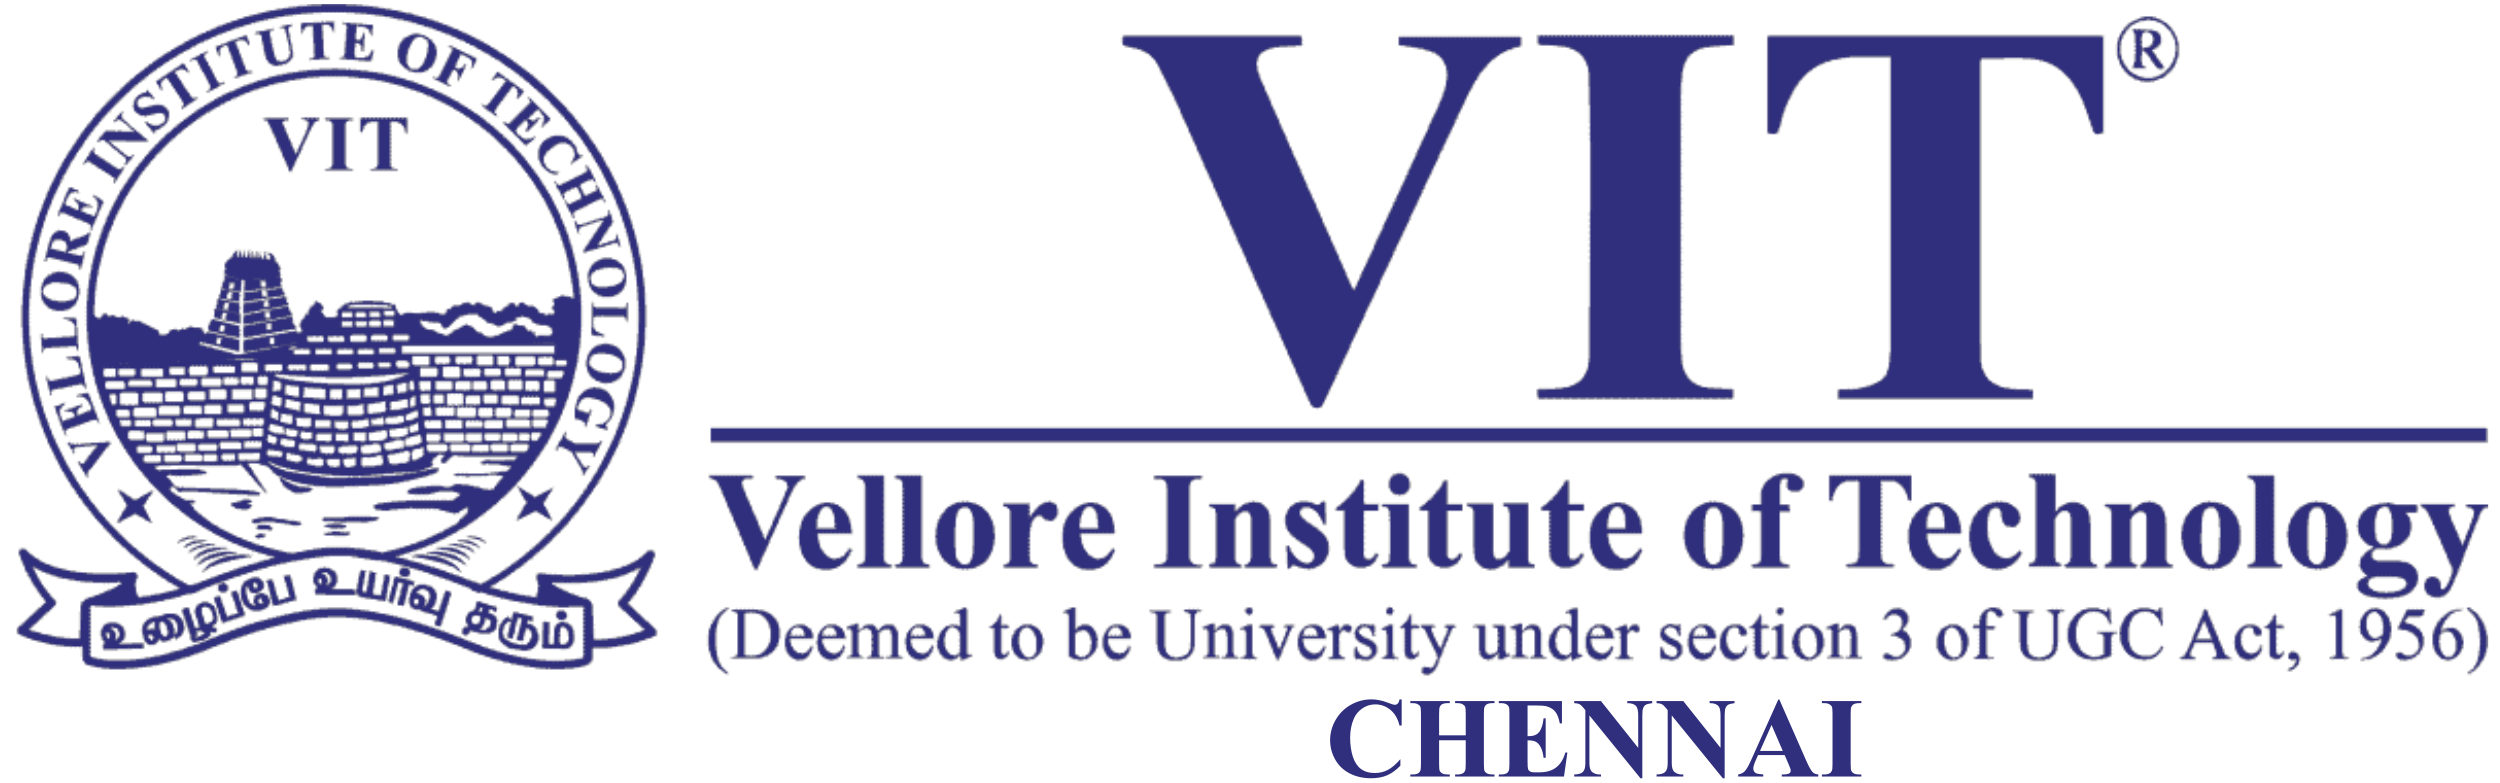 VELLORE INSTITUTE OF TECHNOLOGY
VIT
உழைப்பே உயர்வு தரும்
VIT®
Vellore Institute of Technology
(Deemed to be University under section 3 of UGC Act, 1956)
CHENNAI